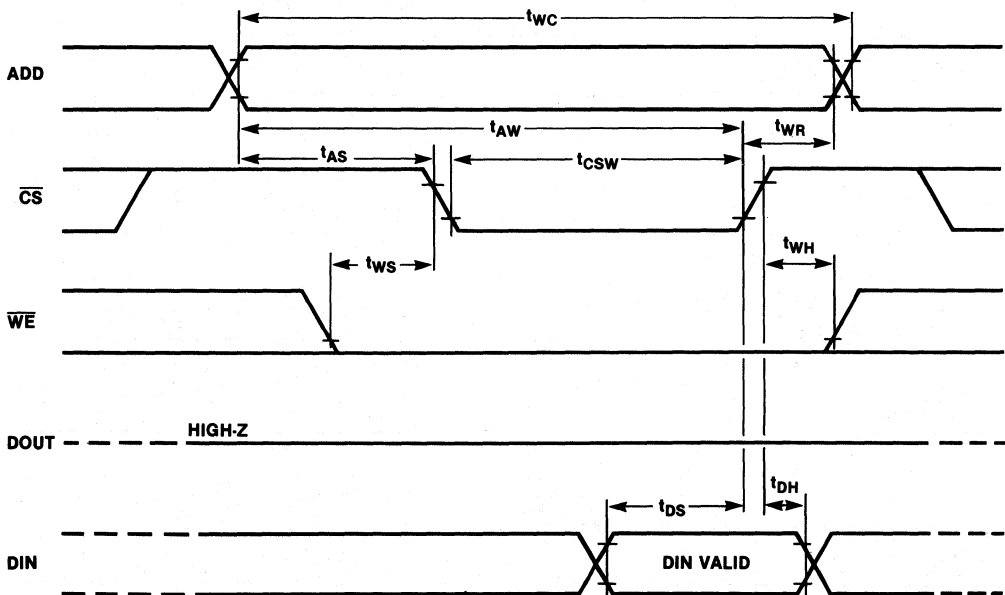 tWC
ADD
tAW
tWR
tAS
tCSW
CS
tWS
tWH
WE
HIGH-Z
DOUT
tDH
tDS
DIN
DIN VALID